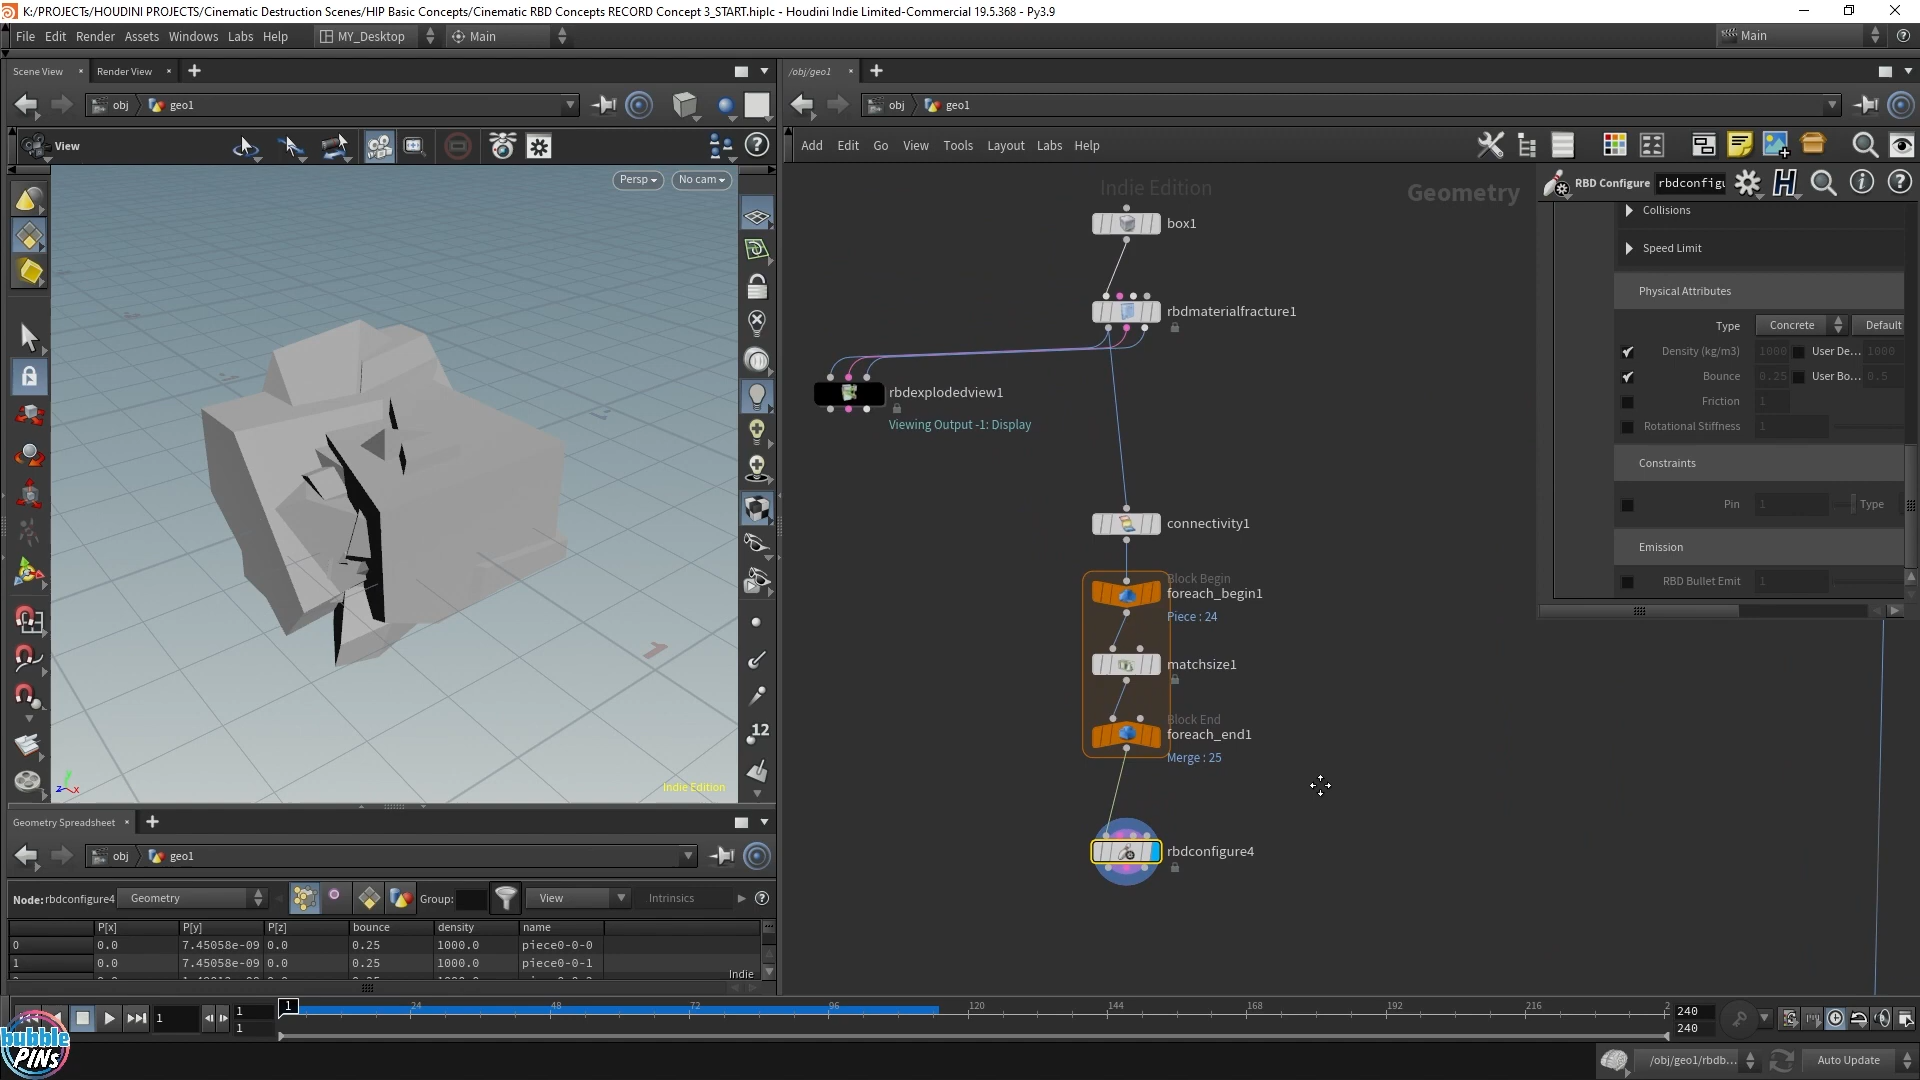 K:/PROJECTs/HOUDINI PROJECTS/Cinematic Destruction Scenes/HIP Basic Concepts/Cinematic RBD Concepts RECORD Concept 3_START.hiplc - Houdini Indie Limited-Commercial 19.5.368 - Py3.9
File Edit Render Assets Windows Labs Help MY_Desktop Main Main
Scene View × Render View × /obj/geo1 ×
obj geo1 obj geo1
View Add Edit Go View Tools Layout Labs Help
Persp No cam
Indie Edition
Geometry
RBD Configure
Collisions
Speed Limit
box1
Physical Attributes
rbdmaterialfracture1
Type Concrete Default
Density (kg/m3) 1000 User De... 1000
Bounce 0.25 User Bo... 0.5
Friction 1
Rotational Stiffness 1
rbdexplodedview1
Viewing Output -1: Display
Constraints
Pin 1 Type
connectivity1
Emission
RBD Bullet Emit 1
Block Begin
foreach_begin1
Piece : 24
matchsize1
Block End
foreach_end1
Merge : 25
rbdconfigure4
12
1
z x y
Indie Edition
Geometry Spreadsheet ×
obj geo1
Node: rbdconfigure4 Geometry Group: View Intrinsics
P[x] P[y] P[z] bounce density name
0 0.0 7.45058e-09 0.0 0.25 1000.0 piece0-0-0
1 0.0 7.45058e-09 0.0 0.25 1000.0 piece0-0-1
Indie
1 1 1 1 24 48 72 96 120 144 168 192 216 2 240
240
bubble
PINs
/obj/geo1/rbdb... Auto Update